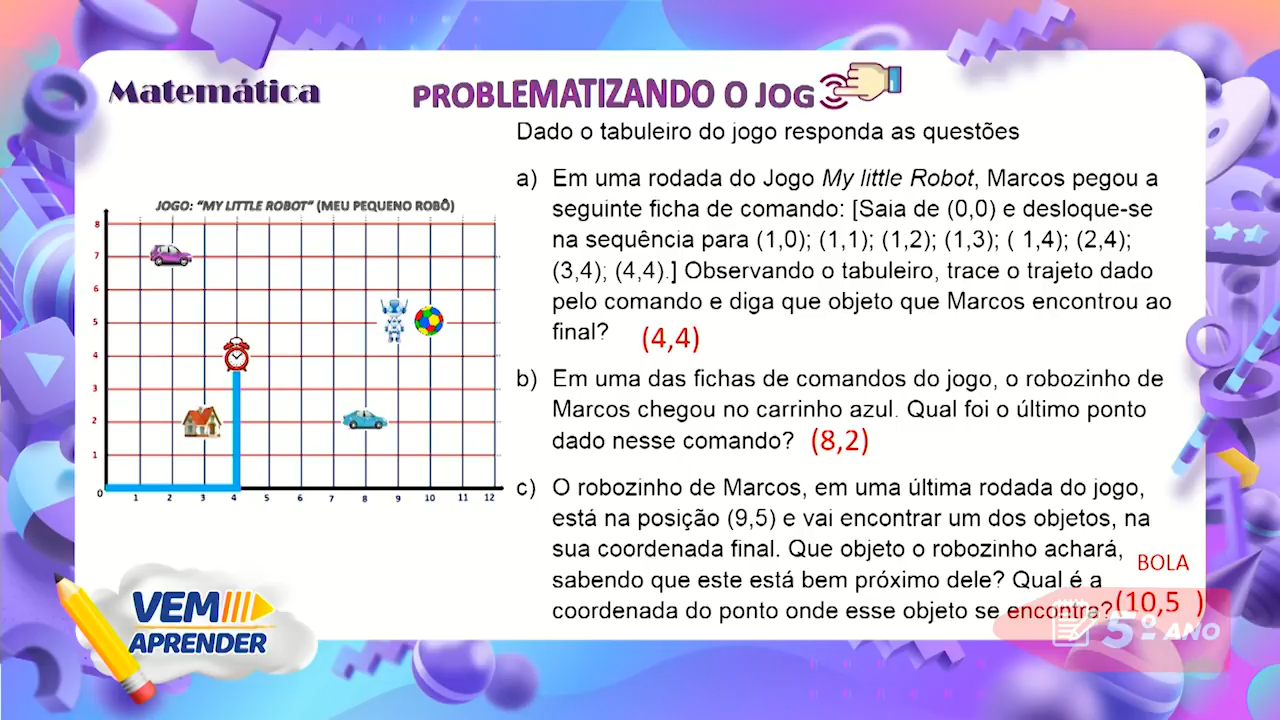 Matemática
PROBLEMATIZANDO O JOG
Dado o tabuleiro do jogo responda as questões
a) Em uma rodada do Jogo My little Robot, Marcos pegou a
seguinte ficha de comando: [Saia de (0,0) e desloque-se
na sequência para (1,0); (1,1); (1,2); (1,3); ( 1,4); (2,4);
(3,4); (4,4).] Observando o tabuleiro, trace o trajeto dado
pelo comando e diga que objeto que Marcos encontrou ao
final? (4,4)
b) Em uma das fichas de comandos do jogo, o robozinho de
Marcos chegou no carrinho azul. Qual foi o último ponto
dado nesse comando? (8,2)
c) O robozinho de Marcos, em uma última rodada do jogo,
está na posição (9,5) e vai encontrar um dos objetos, na
sua coordenada final. Que objeto o robozinho achará,
BOLA
sabendo que este está bem próximo dele? Qual é a
coordenada do ponto onde esse objeto se encontra? (10,5 )
JOGO: “MY LITTLE ROBOT” (MEU PEQUENO ROBÔ)
8
7
6
5
4
3
2
1
0 1 2 3 4 5 6 7 8 9 10 11 12
VEM
APRENDER
5º ANO